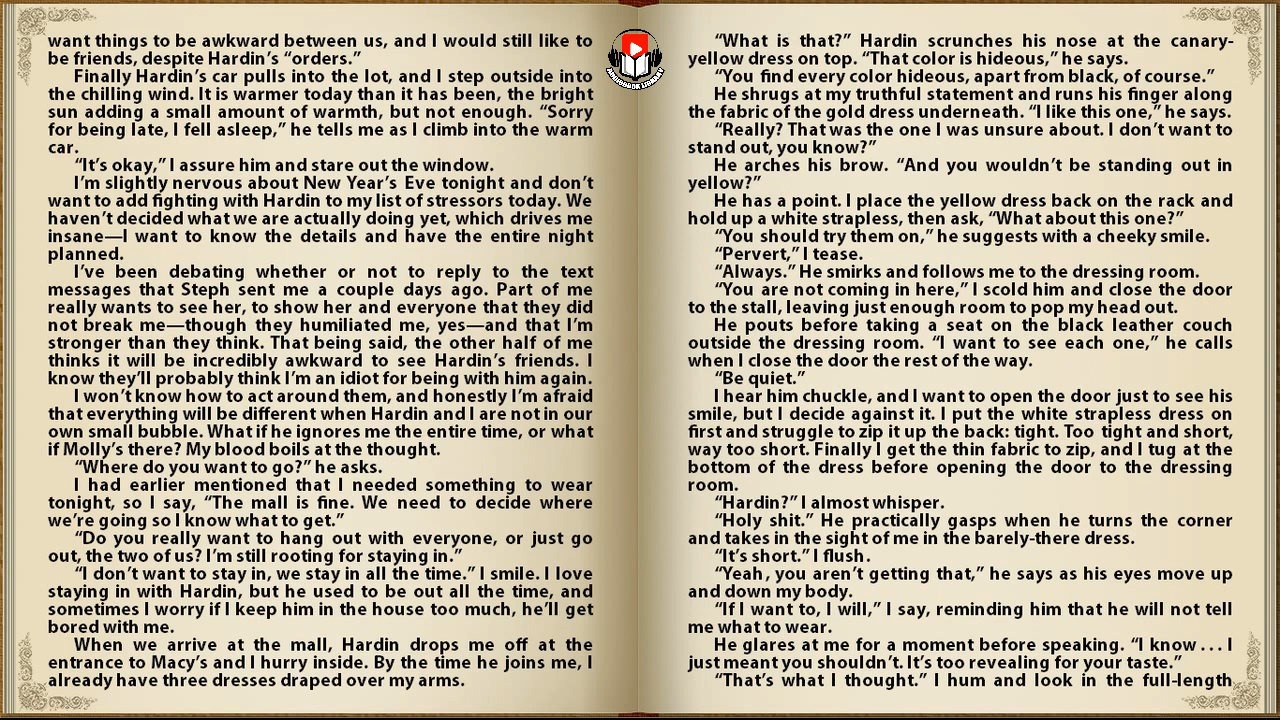 want things to be awkward between us, and I would still like to
be friends, despite Hardin’s “orders.”
Finally Hardin’s car pulls into the lot, and I step outside into
the chilling wind. It is warmer today than it has been, the bright
sun adding a small amount of warmth, but not enough. “Sorry
for being late, I fell asleep,” he tells me as I climb into the warm
car.
“It’s okay,” I assure him and stare out the window.
I’m slightly nervous about New Year’s Eve tonight and don’t
want to add fighting with Hardin to my list of stressors today. We
haven’t decided what we are actually doing yet, which drives me
insane—I want to know the details and have the entire night
planned.
I’ve been debating whether or not to reply to the text
messages that Steph sent me a couple days ago. Part of me
really wants to see her, to show her and everyone that they did
not break me—though they humiliated me, yes—and that I’m
stronger than they think. That being said, the other half of me
thinks it will be incredibly awkward to see Hardin’s friends. I
know they’ll probably think I’m an idiot for being with him again.
I won’t know how to act around them, and honestly I’m afraid
that everything will be different when Hardin and I are not in our
own small bubble. What if he ignores me the entire time, or what
if Molly’s there? My blood boils at the thought.
“Where do you want to go?” he asks.
I had earlier mentioned that I needed something to wear
tonight, so I say, “The mall is fine. We need to decide where
we’re going so I know what to get.”
“Do you really want to hang out with everyone, or just go
out, the two of us? I’m still rooting for staying in.”
“I don’t want to stay in, we stay in all the time.” I smile. I love
staying in with Hardin, but he used to be out all the time, and
sometimes I worry if I keep him in the house too much, he’ll get
bored with me.
When we arrive at the mall, Hardin drops me off at the
entrance to Macy’s and I hurry inside. By the time he joins me, I
already have three dresses draped over my arms.
“What is that?” Hardin scrunches his nose at the canary-
yellow dress on top. “That color is hideous,” he says.
“You find every color hideous, apart from black, of course.”
He shrugs at my truthful statement and runs his finger along
the fabric of the gold dress underneath. “I like this one,” he says.
“Really? That was the one I was unsure about. I don’t want to
stand out, you know?”
He arches his brow. “And you wouldn’t be standing out in
yellow?”
He has a point. I place the yellow dress back on the rack and
hold up a white strapless, then ask, “What about this one?”
“You should try them on,” he suggests with a cheeky smile.
“Pervert,” I tease.
“Always.” He smirks and follows me to the dressing room.
“You are not coming in here,” I scold him and close the door
to the stall, leaving just enough room to pop my head out.
He pouts before taking a seat on the black leather couch
outside the dressing room. “I want to see each one,” he calls
when I close the door the rest of the way.
“Be quiet.”
I hear him chuckle, and I want to open the door just to see his
smile, but I decide against it. I put the white strapless dress on
first and struggle to zip it up the back: tight. Too tight and short,
way too short. Finally I get the thin fabric to zip, and I tug at the
bottom of the dress before opening the door to the dressing
room.
“Hardin?” I almost whisper.
“Holy shit.” He practically gasps when he turns the corner
and takes in the sight of me in the barely-there dress.
“It’s short.” I flush.
“Yeah, you aren’t getting that,” he says as his eyes move up
and down my body.
“If I want to, I will,” I say, reminding him that he will not tell
me what to wear.
He glares at me for a moment before speaking. “I know . . . I
just meant you shouldn’t. It’s too revealing for your taste.”
“That’s what I thought.” I hum and look in the full-length